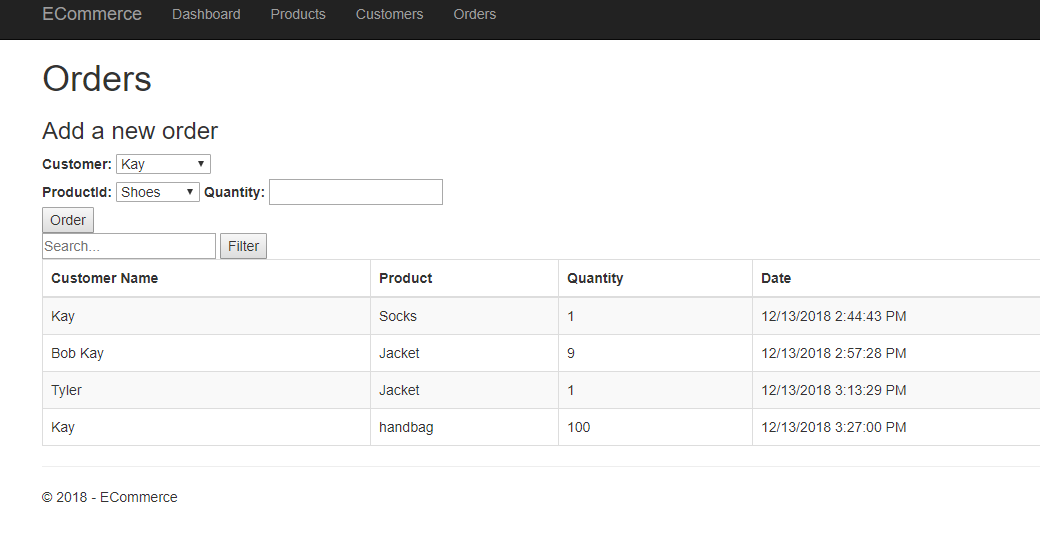 ECommerce Dashboard Products Customers Orders
Orders
Add a new order
Customer: Kay
ProductId: Shoes Quantity:
Order
Search... Filter
Customer Name Product Quantity Date
Kay Socks 1 12/13/2018 2:44:43 PM
Bob Kay Jacket 9 12/13/2018 2:57:28 PM
Tyler Jacket 1 12/13/2018 3:13:29 PM
Kay handbag 100 12/13/2018 3:27:00 PM
© 2018 - ECommerce